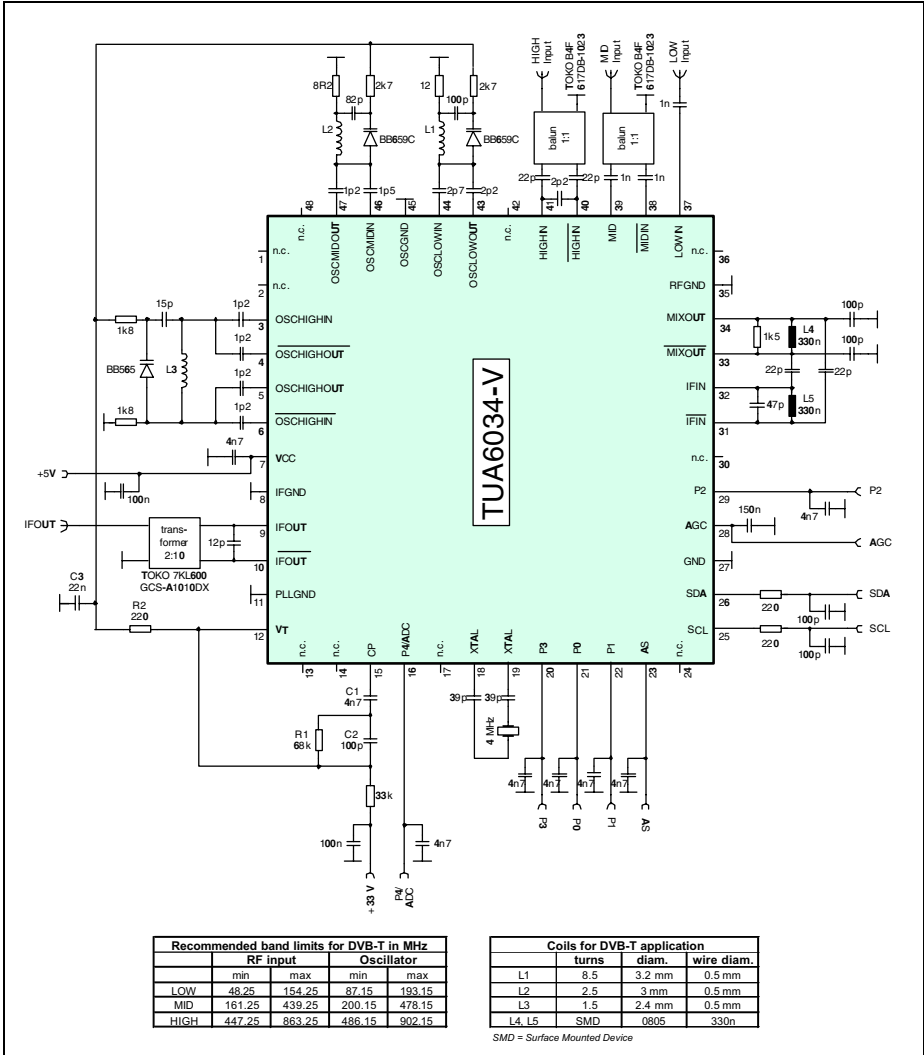 HIGH Input
TOKO B4F 617DB-1023
MID Input
TOKO B4F 617DB-1023
LOW Input
8R2
2k7
12
2k7
82p
100p
1n
L2
BB659C
L1
BB659C
balun 1:1
balun 1:1
22p
2p2
22p
1n
1n
1p2
1p5
2p7
2p2
48
47
46
45
44
43
42
41
40
39
38
37
n.c.
OSCMIDOUT
OSCMIDIN
OSCGND
OSCLOWIN
OSCLOWOUT
n.c.
HIGHIN
HIGHIN
MID
MIDIN
LOWIN
1
n.c.
n.c.
36
2
n.c.
RFGND
35
15p
1p2
3
OSCHIGHIN
MIXOUT
34
100p
1k8
1k5
L4
330n
1p2
4
OSCHIGHOUT
MIXOUT
33
100p
BB565
L3
22p
22p
1p2
5
OSCHIGHOUT
IFIN
32
47p
L5
330n
1k8
1p2
6
OSCHIGHIN
IFIN
31
TUA6034-V
4n7
7
VCC
n.c.
30
+5V
100n
8
IFGND
P2
29
P2
4n7
150n
IFOUT
trans-
former
2:10
12p
9
IFOUT
AGC
28
AGC
10
IFOUT
GND
27
TOKO 7KL600
GCS-A1010DX
C3
22n
11
PLLGND
SDA
26
220
SDA
100p
R2
220
12
VT
SCL
25
220
SCL
100p
n.c.
n.c.
CP
P4/ADC
n.c.
XTAL
XTAL
P3
P0
P1
AS
n.c.
13
14
15
16
17
18
19
20
21
22
23
24
C1
4n7
39p
39p
R1
68k
C2
100p
4 MHz
33k
4n7
4n7
4n7
4n7
100n
4n7
P3
P0
P1
AS
+33 V
P4/
ADC
Recommended band limits for DVB-T in MHz
RF input Oscillator
min max min max
LOW 48.25 154.25 87.15 193.15
MID 161.25 439.25 200.15 478.15
HIGH 447.25 863.25 486.15 902.15
Coils for DVB-T application
turns diam. wire diam.
L1 8.5 3.2 mm 0.5 mm
L2 2.5 3 mm 0.5 mm
L3 1.5 2.4 mm 0.5 mm
L4, L5 SMD 0805 330n
SMD = Surface Mounted Device